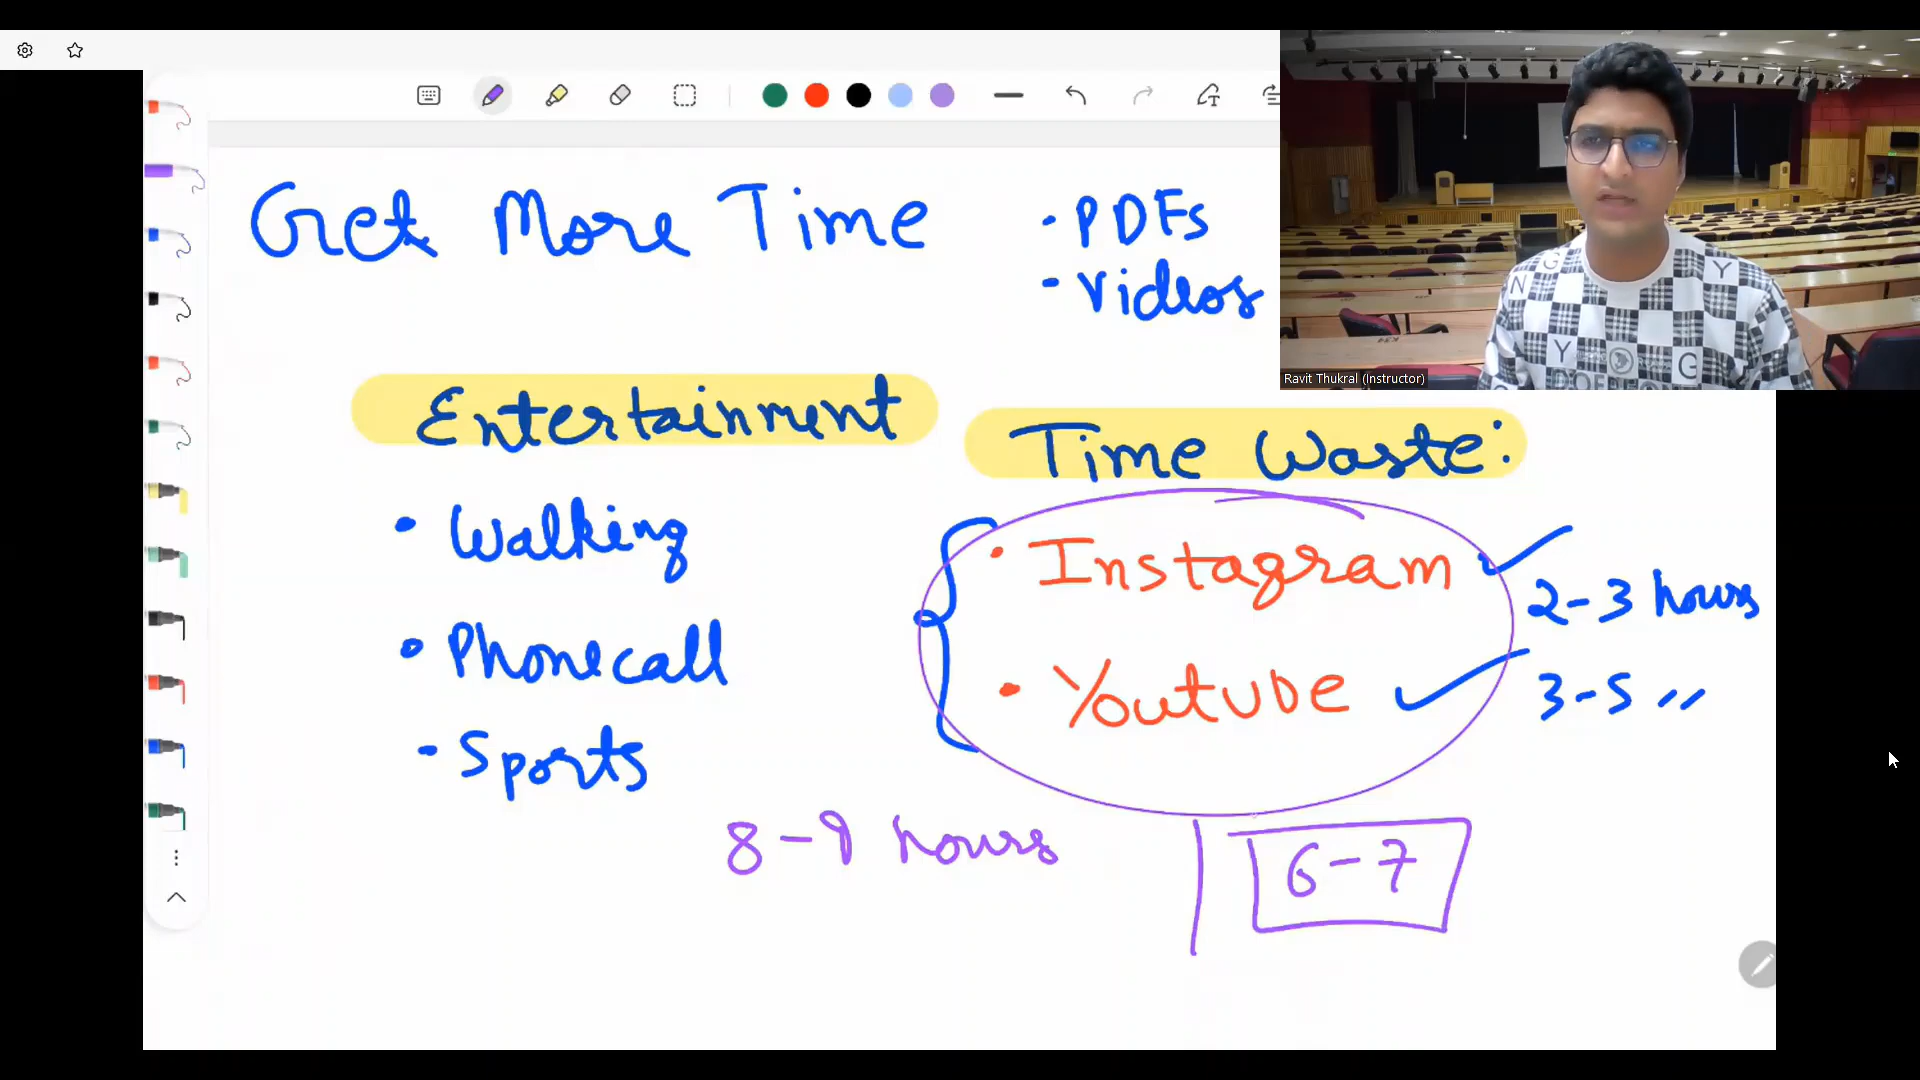 Get More Time
• PDFs
• Videos
Entertainment
• Walking
• Phonecall
• Sports
Time Waste:
• Instagram
2-3 hours
• Youtube
3-5 "
8-9 hours
6-7
Ravit Thukral (Instructor)
N
G
Y
Y
G